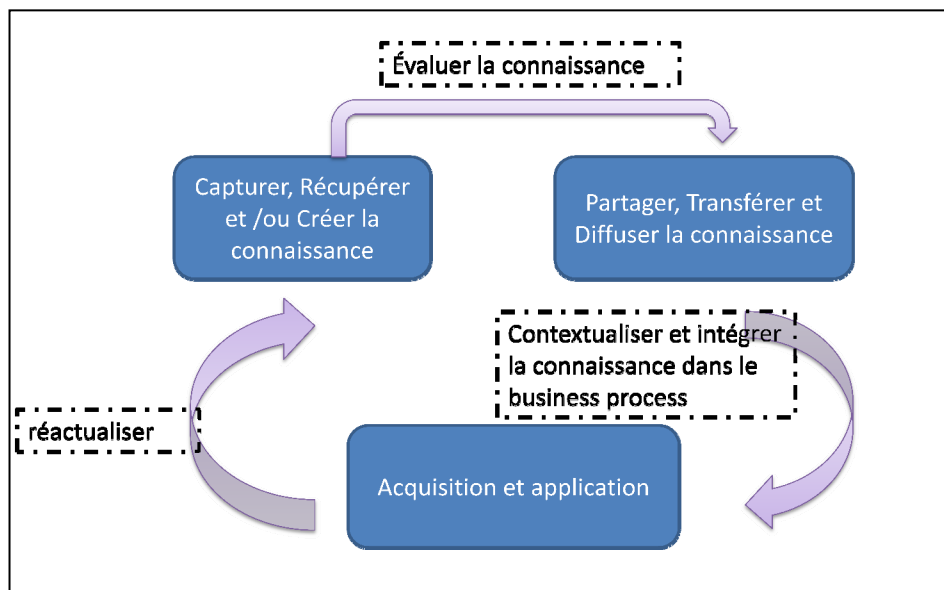 Évaluer la connaissance
Capturer, Récupérer
et /ou Créer la
connaissance
Partager, Transférer et
Diffuser la connaissance
Contextualiser et intégrer
la connaissance dans le
business process
réactualiser
Acquisition et application